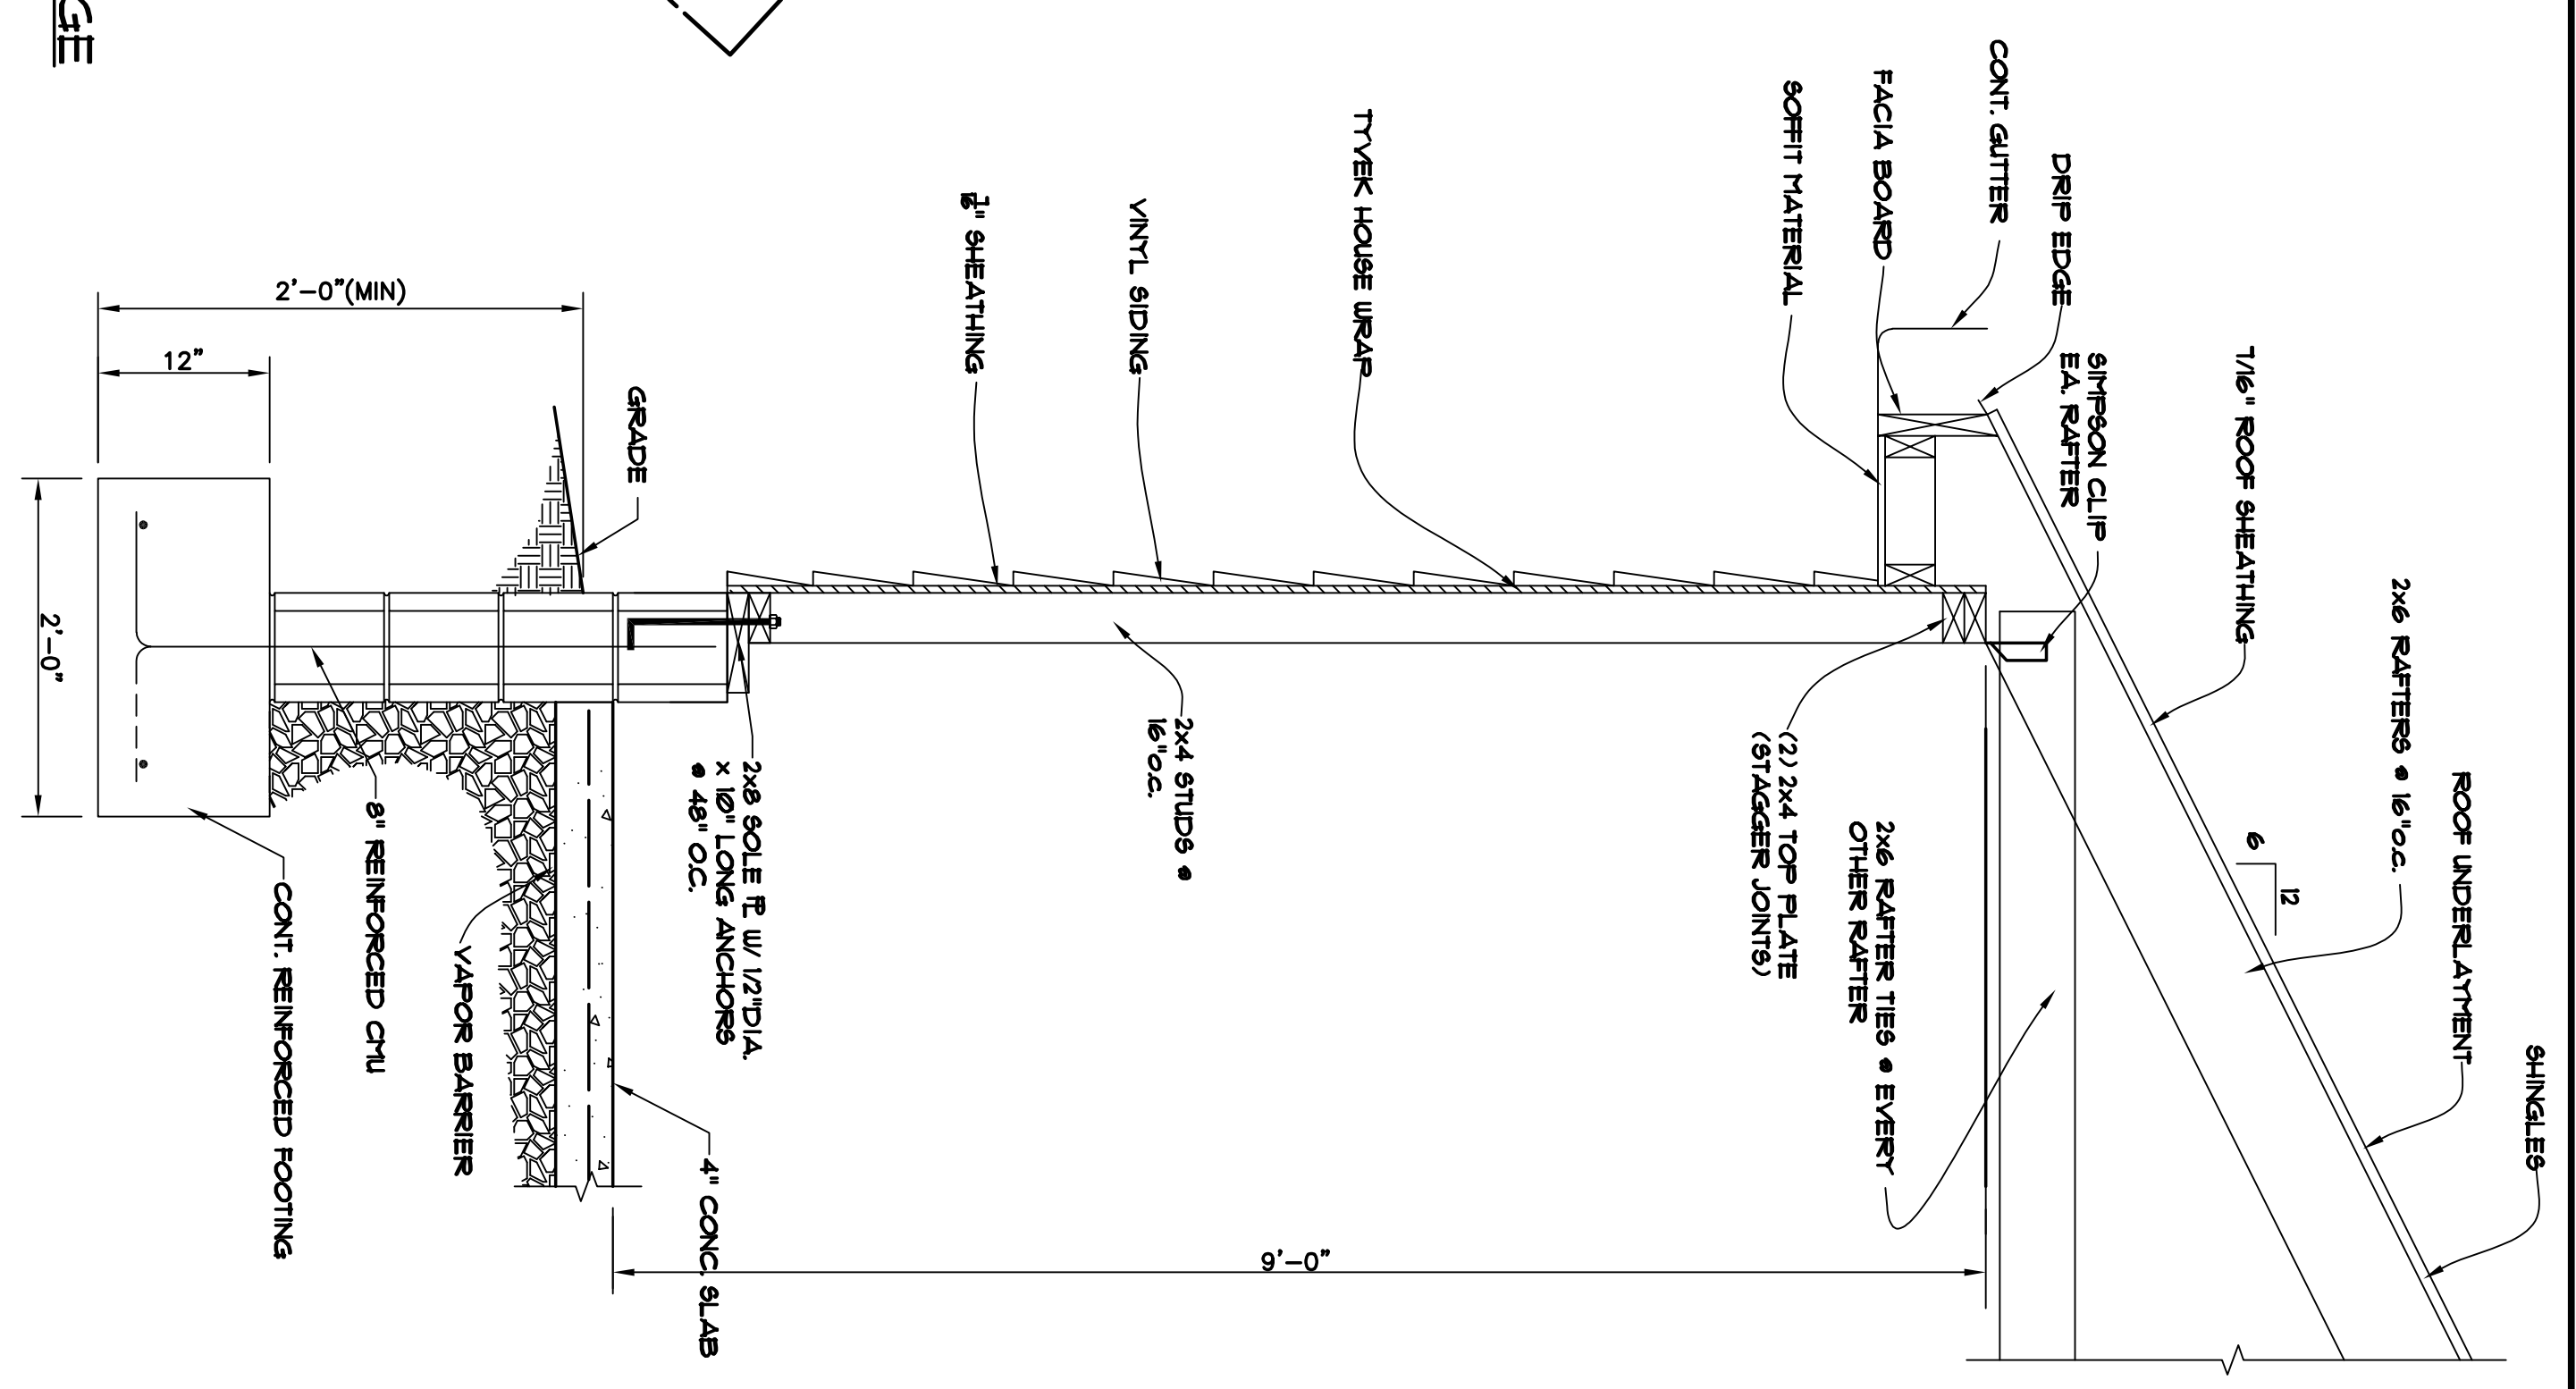 SHINGLES
ROOF UNDERLAYMENT
2x6 RAFTERS @ 16"O.C.
12
6
7/16" ROOF SHEATHING
SIMPSON CLIP
EA. RAFTER
DRIP EDGE
CONT. GUTTER
FACIA BOARD
SOFFIT MATERIAL
2x6 RAFTER TIES @ EVERY
OTHER RAFTER
(2) 2x4 TOP PLATE
(STAGGER JOINTS)
TYVEK HOUSE WRAP
9'-0"
2x4 STUDS @
16"O.C.
VINYL SIDING
7/16" SHEATHING
2x8 SOLE PL W/ 1/2"DIA.
x 10" LONG ANCHORS
@ 48" O.C.
4" CONC. SLAB
GRADE
VAPOR BARRIER
8" REINFORCED CMU
CONT. REINFORCED FOOTING
2'-0"(MIN)
12"
2'-0"
GE